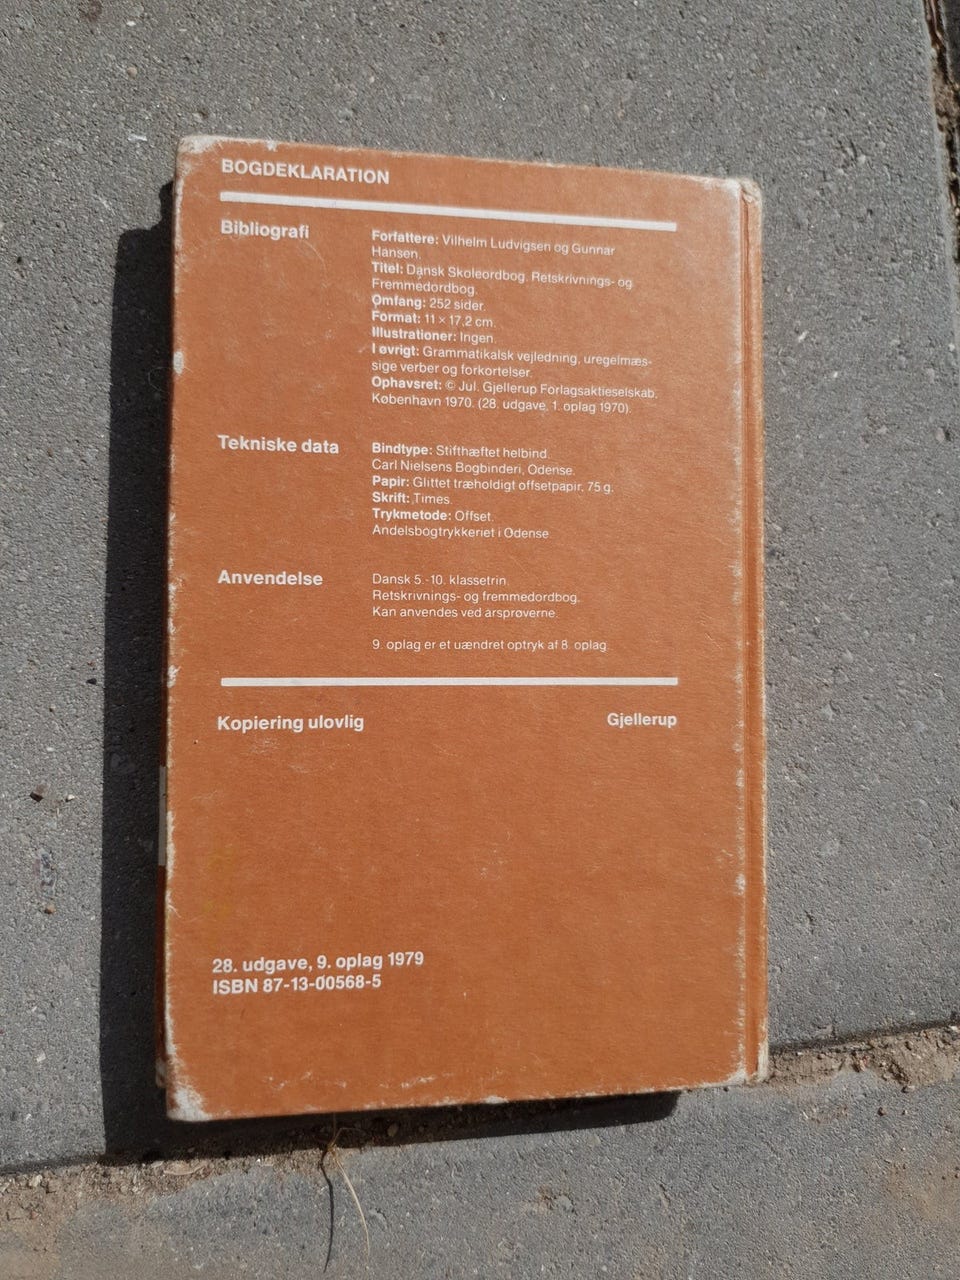 BOGDEKLARATION
Bibliografi
Forfattere: Vilhelm Ludvigsen og Gunnar
Hansen.
Titel: Dansk Skoleordbog. Retskrivnings- og
Fremmedordbog.
Omfang: 252 sider.
Format: 11 × 17,2 cm.
Illustrationer: Ingen.
I øvrigt: Grammatikalsk vejledning, uregelmæs-
sige verber og forkortelser.
Ophavsret: © Jul. Gjellerup Forlagsaktieselskab,
København 1970. (28. udgave, 1. oplag 1970).
Tekniske data
Bindtype: Stifthæftet helbind.
Carl Nielsens Bogbinderi, Odense.
Papir: Glittet træholdigt offsetpapir, 75 g.
Skrift: Times.
Trykmetode: Offset.
Andelsbogtrykkeriet i Odense
Anvendelse
Dansk 5.-10. klassetrin.
Retskrivnings- og fremmedordbog.
Kan anvendes ved årsprøverne.
9. oplag er et uændret optryk af 8. oplag.
Kopiering ulovlig
Gjellerup
28. udgave, 9. oplag 1979
ISBN 87-13-00568-5